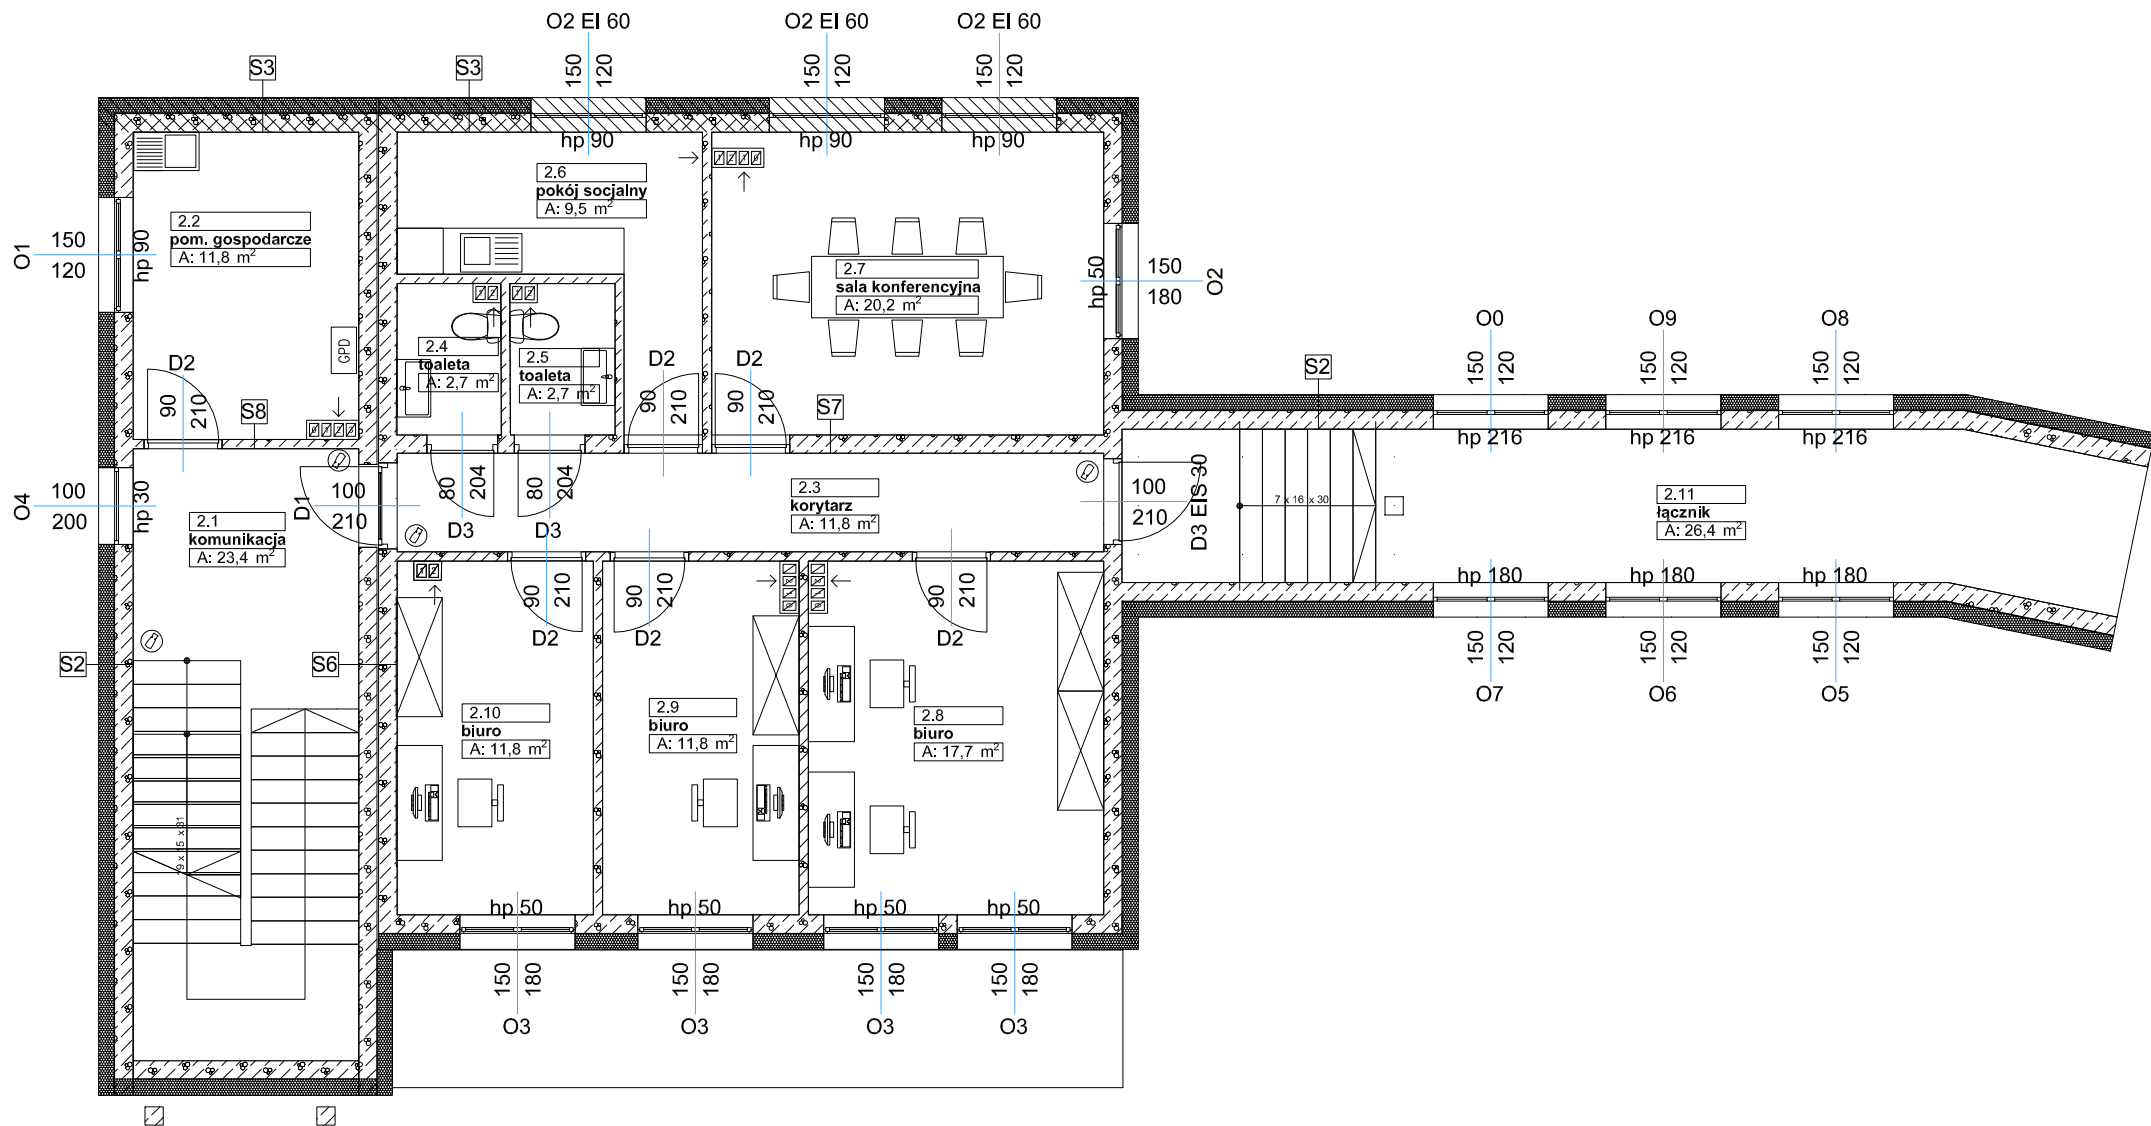 O2 EI 60
O2 EI 60
O2 EI 60
150
120
150
120
150
120
S3
S3
hp 90
hp 90
hp 90
2.6
pokój socjalny
A: 9,5 m²
2.2
pom. gospodarcze
A: 11,8 m²
O1
150
120
hp 90
2.7
sala konferencyjna
A: 20,2 m²
hp 50
150
180
O2
GPD
2.4
toaleta
A: 2,7 m²
2.5
toaleta
A: 2,7 m²
D2
90
210
S8
D2
90
210
D2
90
210
S7
O0
O9
O8
150
120
150
120
150
120
S2
hp 216
hp 216
hp 216
O4
100
200
hp 30
2.1
komunikacja
A: 23,4 m²
D1
100
210
80
204
D3
80
204
D3
2.3
korytarz
A: 11,8 m²
100
210
D3 EIS 30
7 x 16 x 30
2.11
łącznik
A: 26,4 m²
hp 180
hp 180
hp 180
150
120
150
120
150
120
O7
O6
O5
90
210
D2
90
210
D2
90
210
D2
S2
S6
2.10
biuro
A: 11,8 m²
2.9
biuro
A: 11,8 m²
2.8
biuro
A: 17,7 m²
19 x 15 x 31
hp 50
hp 50
hp 50
hp 50
150
180
150
180
150
180
150
180
O3
O3
O3
O3